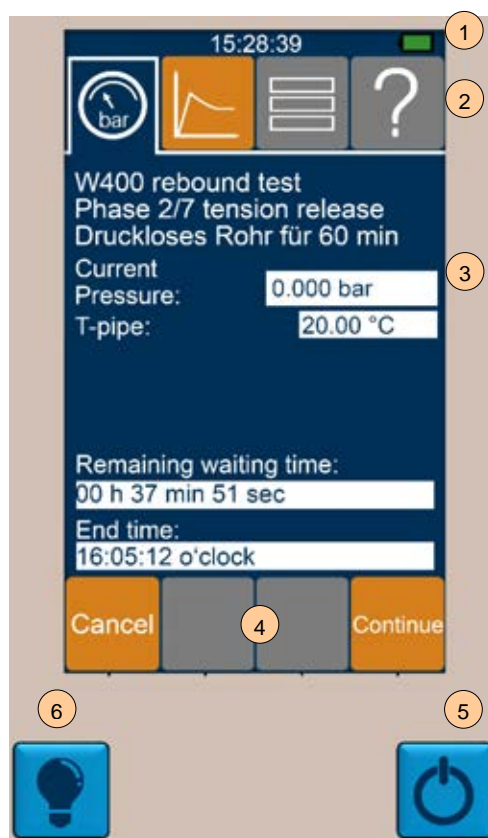 15:28:39
1
bar
?
2
W400 rebound test
Phase 2/7 tension release
Druckloses Rohr für 60 min
Current
Pressure:
0.000 bar
3
T-pipe:
20.00 °C
Remaining waiting time:
00 h 37 min 51 sec
End time:
16:05:12 o'clock
Cancel
4
Continue
6
5